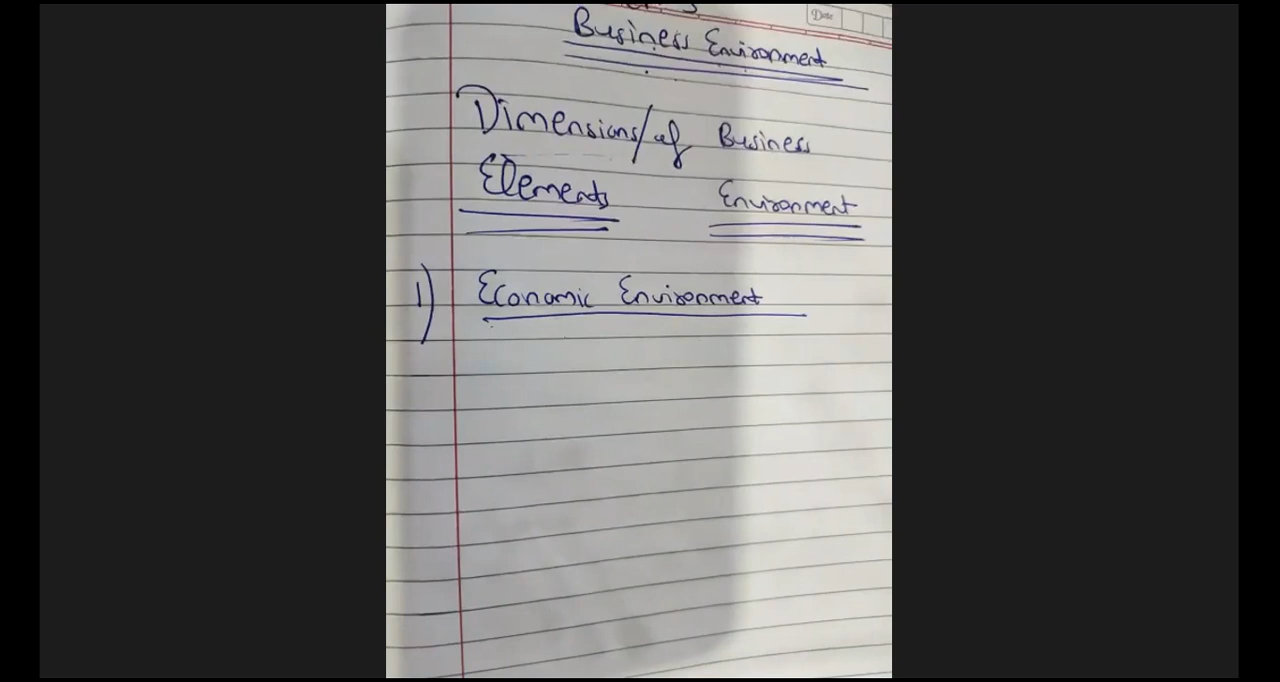 Date
Business Environment
Dimensions/of Business
Elements Environment
1) Economic Environment